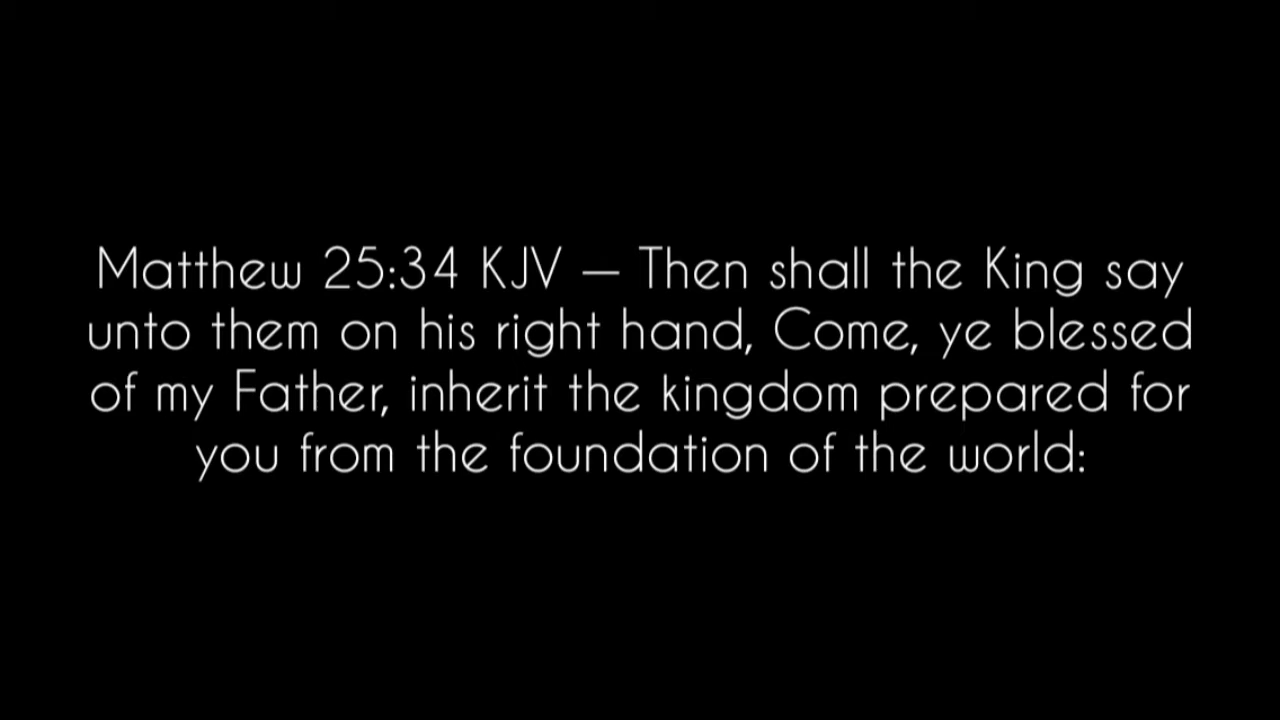 Matthew 25:34 KJV — Then shall the King say
unto them on his right hand, Come, ye blessed
of my Father, inherit the kingdom prepared for
you from the foundation of the world: